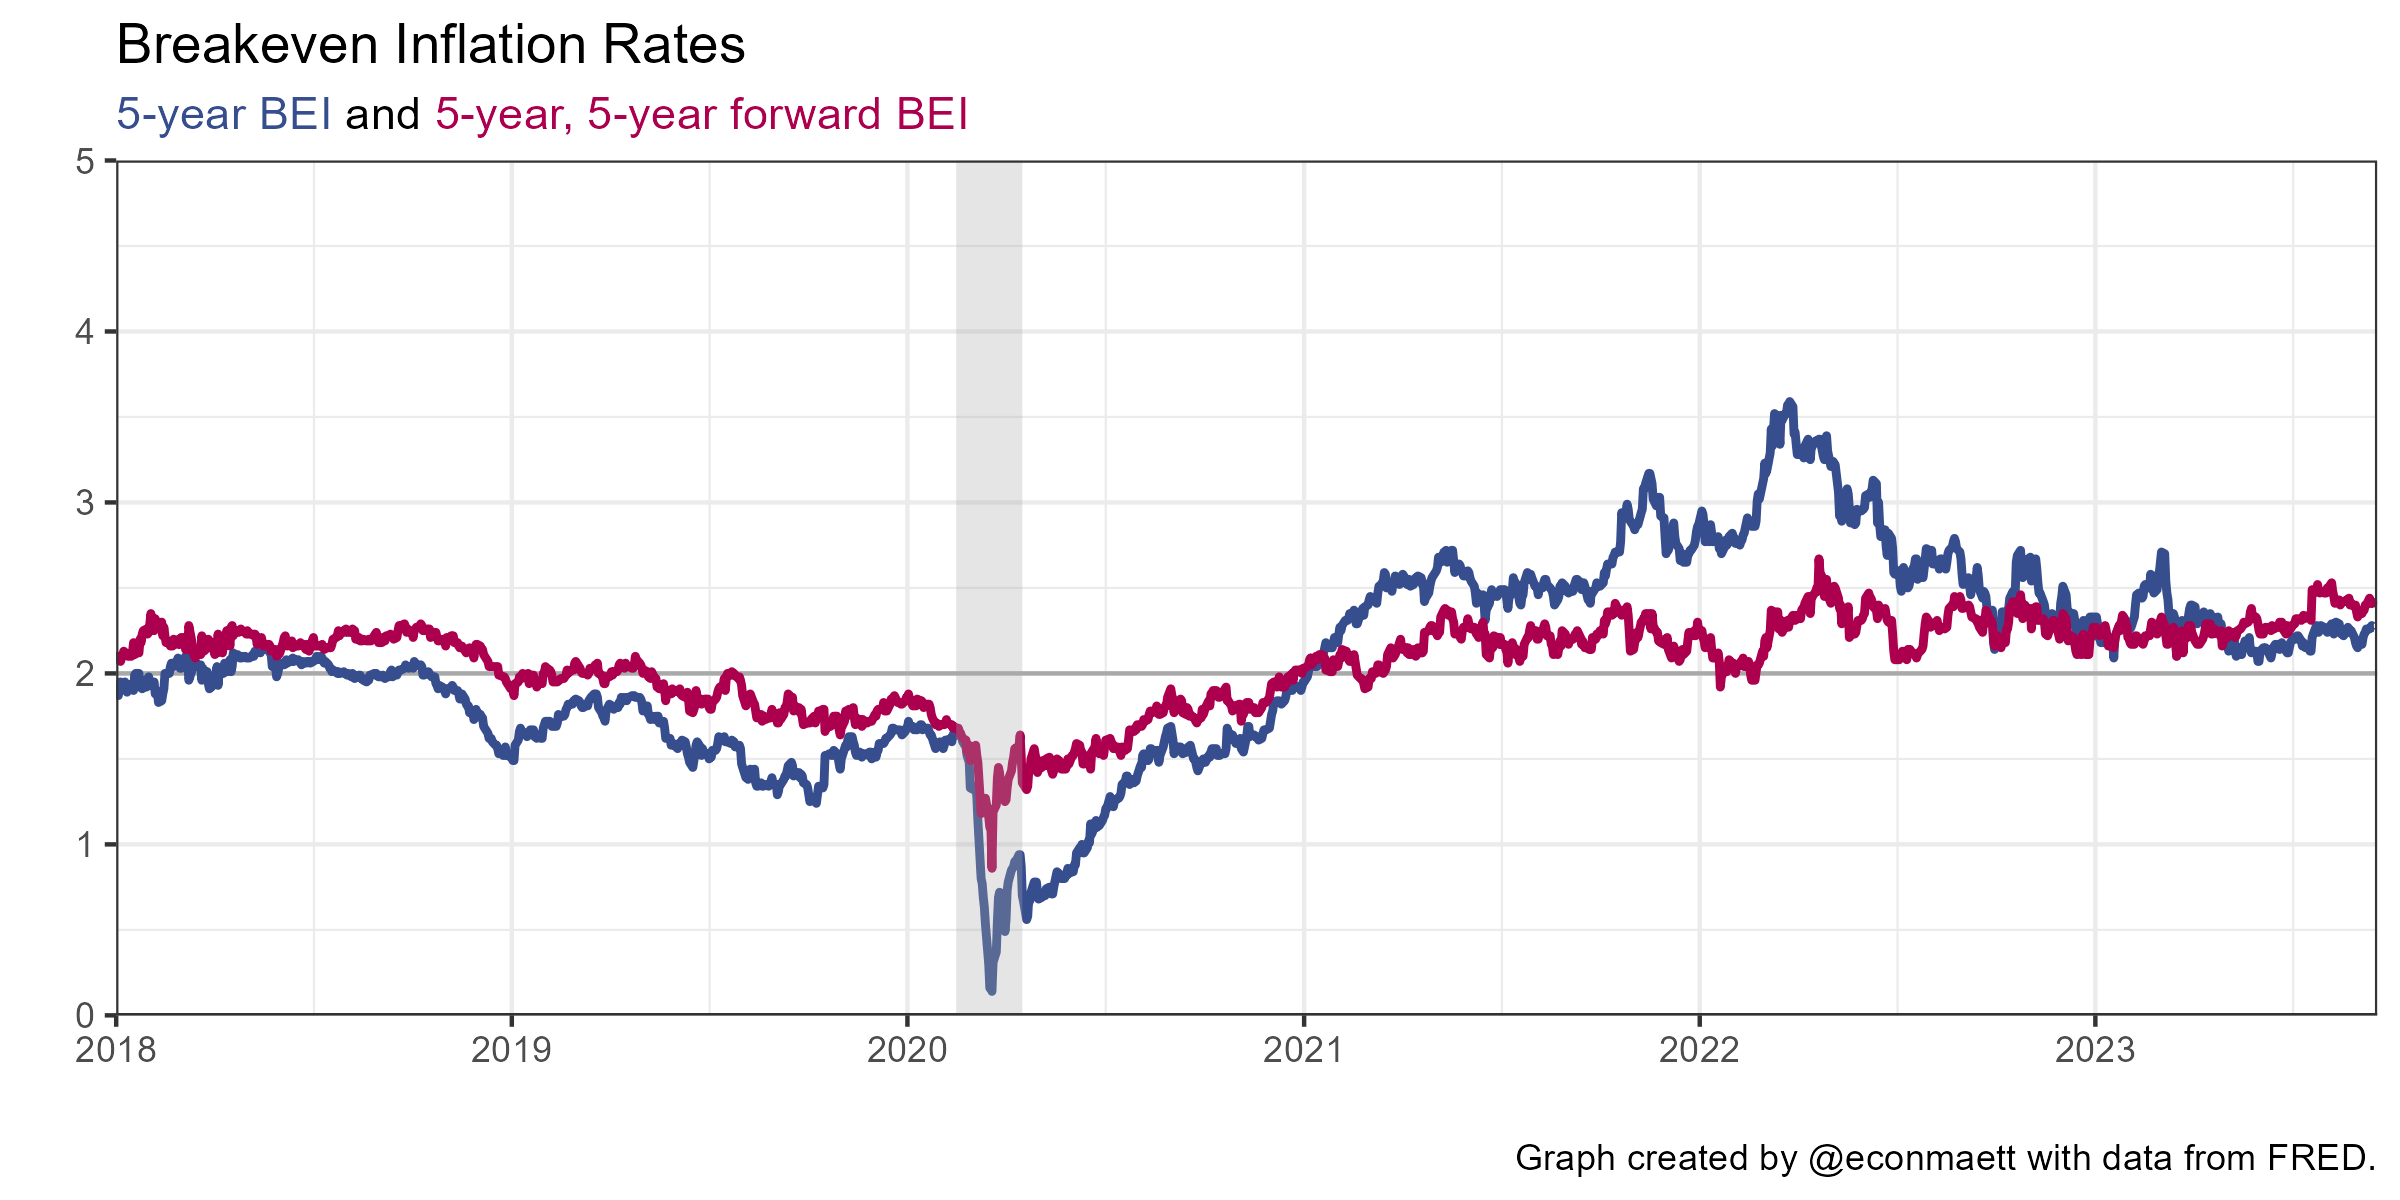 Breakeven Inflation Rates
5-year BEI and 5-year, 5-year forward BEI
5
4
3
2
1
0
2018 2019 2020 2021 2022 2023
Graph created by @econmaett with data from FRED.